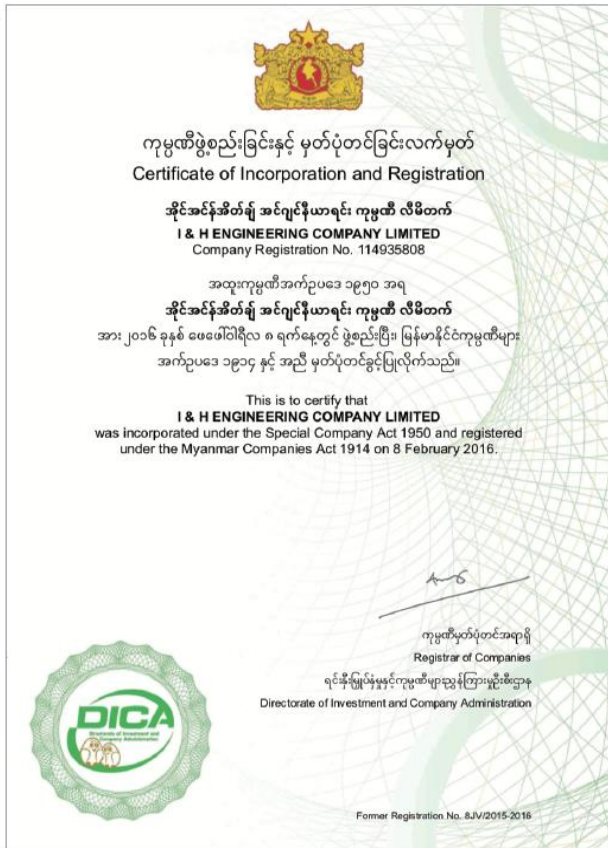 ကုမ္ပဏီဖွဲ့စည်းခြင်းနှင့် မှတ်ပုံတင်ခြင်းလက်မှတ်
Certificate of Incorporation and Registration
အိုင်အင်န်အိတ်ချ် အင်ဂျင်နီယာရင်း ကုမ္ပဏီ လီမိတက်
I & H ENGINEERING COMPANY LIMITED
Company Registration No. 114935808
အထူးကုမ္ပဏီအက်ဥပဒေ ၁၉၅၀ အရ
အိုင်အင်န်အိတ်ချ် အင်ဂျင်နီယာရင်း ကုမ္ပဏီ လီမိတက်
အား ၂၀၁၆ ခုနှစ် ဖေဖေါ်ဝါရီလ ၈ ရက်နေ့တွင် ဖွဲ့စည်းပြီး၊ မြန်မာနိုင်ငံကုမ္ပဏီများ
အက်ဥပဒေ ၁၉၁၄ နှင့် အညီ မှတ်ပုံတင်ခွင့်ပြုလိုက်သည်။
This is to certify that
I & H ENGINEERING COMPANY LIMITED
was incorporated under the Special Company Act 1950 and registered
under the Myanmar Companies Act 1914 on 8 February 2016.
ကုမ္ပဏီမှတ်ပုံတင်အရာရှိ
Registrar of Companies
ရင်းနှီးမြှုပ်နှံမှုနှင့်ကုမ္ပဏီများညွှန်ကြားမှုဦးစီးဌာန
Directorate of Investment and Company Administration
DICA
Directorate of Investment and
Company Administration
Former Registration No. 8JV/2015-2016